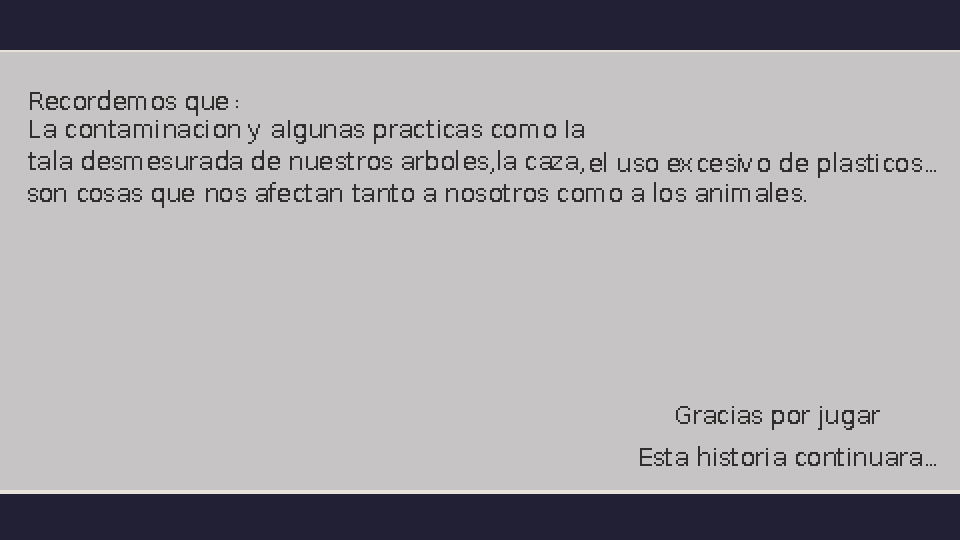 Recordemos que:
La contaminacion y algunas practicas como la
tala desmesurada de nuestros arboles,la caza,el uso excesivo de plasticos...
son cosas que nos afectan tanto a nosotros como a los animales.
Gracias por jugar
Esta historia continuara...